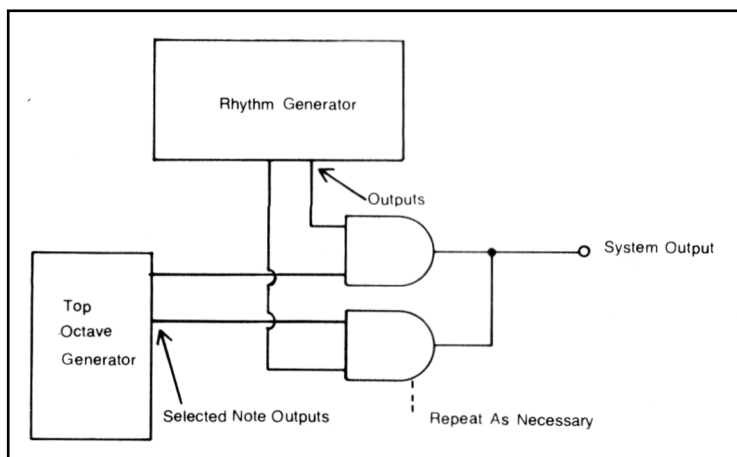 Rhythm Generator
Outputs
System Output
Top
Octave
Generator
Selected Note Outputs
Repeat As Necessary